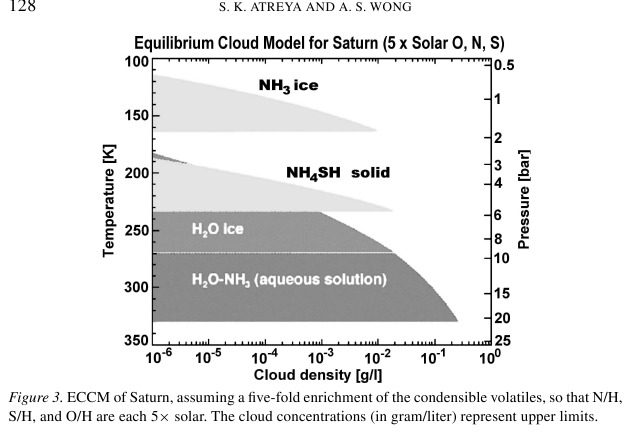 128 S. K. ATREYA AND A. S. WONG
Equilibrium Cloud Model for Saturn (5 x Solar O, N, S)
100
150
200
250
300
350
Temperature [K]
NH3 ice
NH4SH solid
H2O ice
H2O-NH3 (aqueous solution)
0.5
1
2
3
4
6
8
10
15
20
25
Pressure [bar]
10-6 10-5 10-4 10-3 10-2 10-1 100
Cloud density [g/l]
Figure 3. ECCM of Saturn, assuming a five-fold enrichment of the condensible volatiles, so that N/H,
S/H, and O/H are each 5× solar. The cloud concentrations (in gram/liter) represent upper limits.